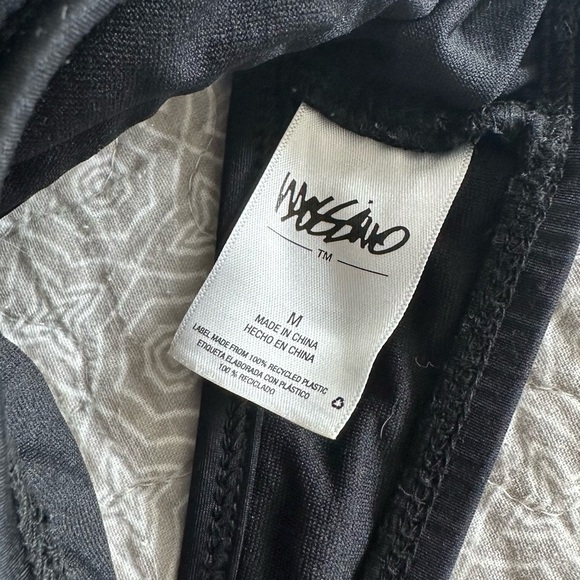 Mossimo
TM
M
MADE IN CHINA
HECHO EN CHINA
LABEL MADE FROM 100% RECYCLED PLASTIC
ETIQUETA ELABORADA CON PLÁSTICO
100% RECICLADO